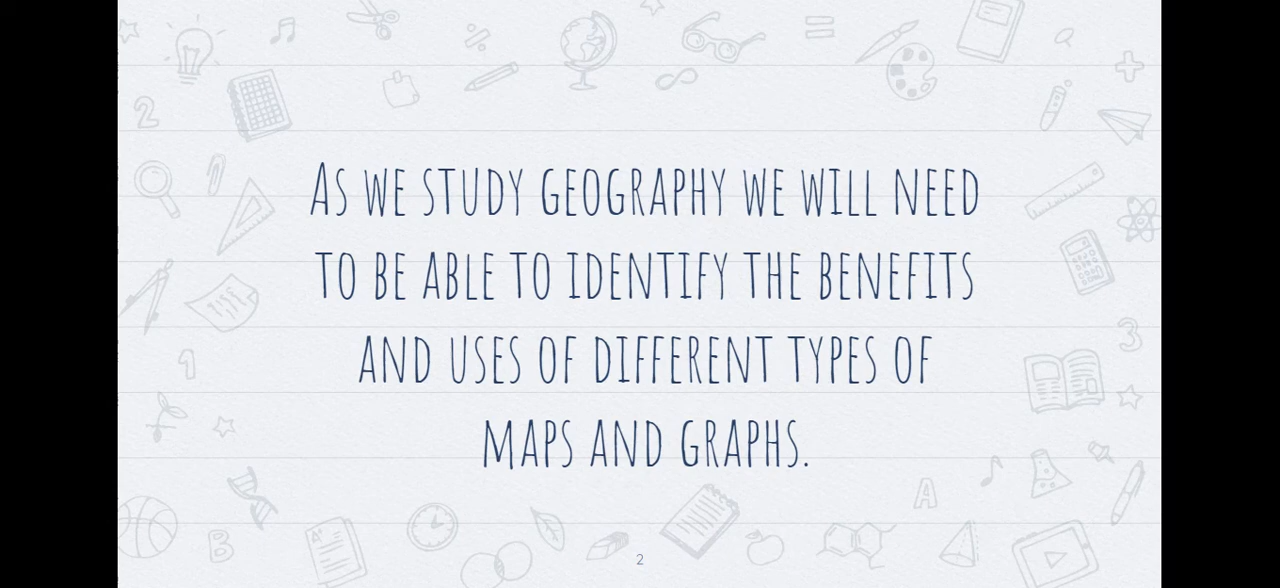 As we study geography we will need
to be able to identify the benefits
and uses of different types of
maps and graphs.
2